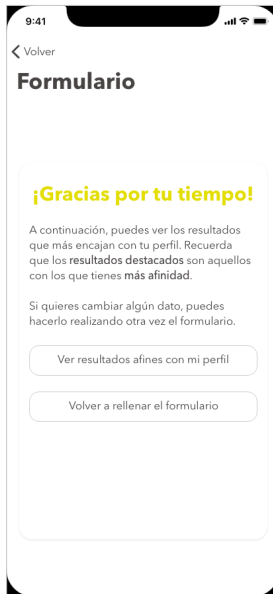 9:41
Volver
Formulario
¡Gracias por tu tiempo!
A continuación, puedes ver los resultados
que más encajan con tu perfil. Recuerda
que los resultados destacados son aquellos
con los que tienes más afinidad.
Si quieres cambiar algún dato, puedes
hacerlo realizando otra vez el formulario.
Ver resultados afines con mi perfil
Volver a rellenar el formulario